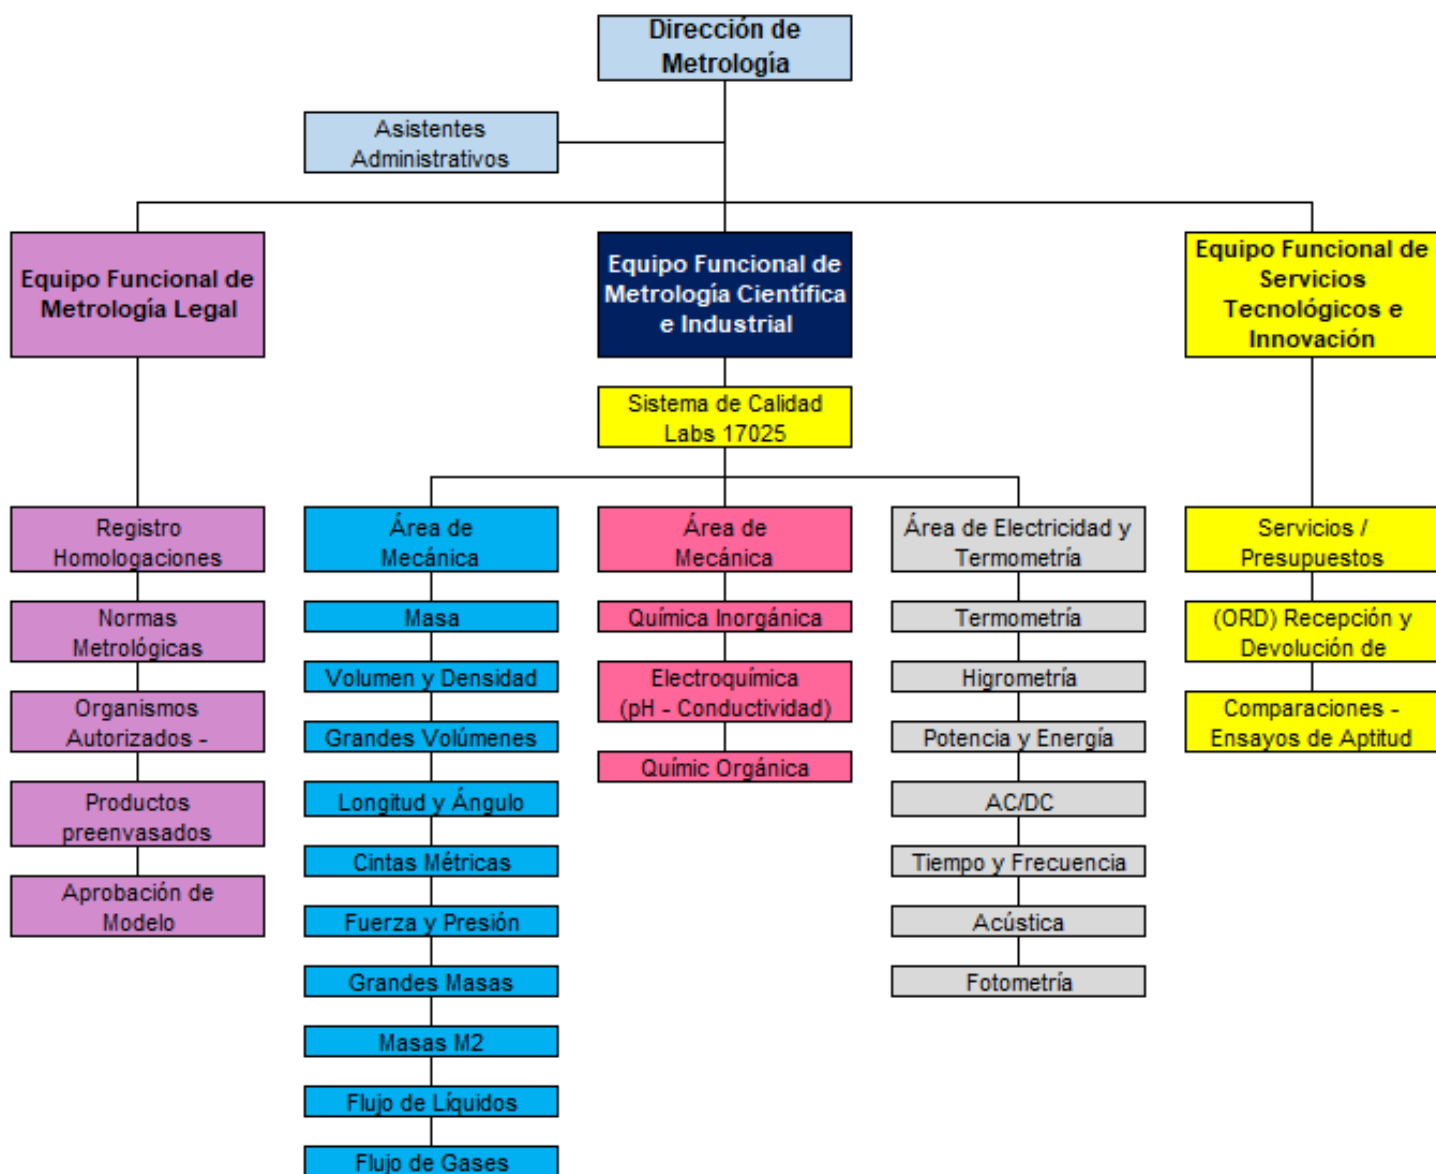 Dirección de
Metrología
Asistentes
Administrativos
Equipo Funcional de
Metrología Legal
Equipo Funcional de
Metrología Científica
e Industrial
Equipo Funcional de
Servicios
Tecnológicos e
Innovación
Sistema de Calidad
Labs 17025
Registro
Homologaciones
Normas
Metrológicas
Organismos
Autorizados -
Productos
preenvasados
Aprobación de
Modelo
Área de
Mecánica
Masa
Volumen y Densidad
Grandes Volúmenes
Longitud y Ángulo
Cintas Métricas
Fuerza y Presión
Grandes Masas
Masas M2
Flujo de Líquidos
Flujo de Gases
Área de
Mecánica
Química Inorgánica
Electroquímica
(pH - Conductividad)
Químic Orgánica
Área de Electricidad y
Termometría
Termometría
Higrometría
Potencia y Energía
AC/DC
Tiempo y Frecuencia
Acústica
Fotometría
Servicios /
Presupuestos
(ORD) Recepción y
Devolución de
Comparaciones -
Ensayos de Aptitud